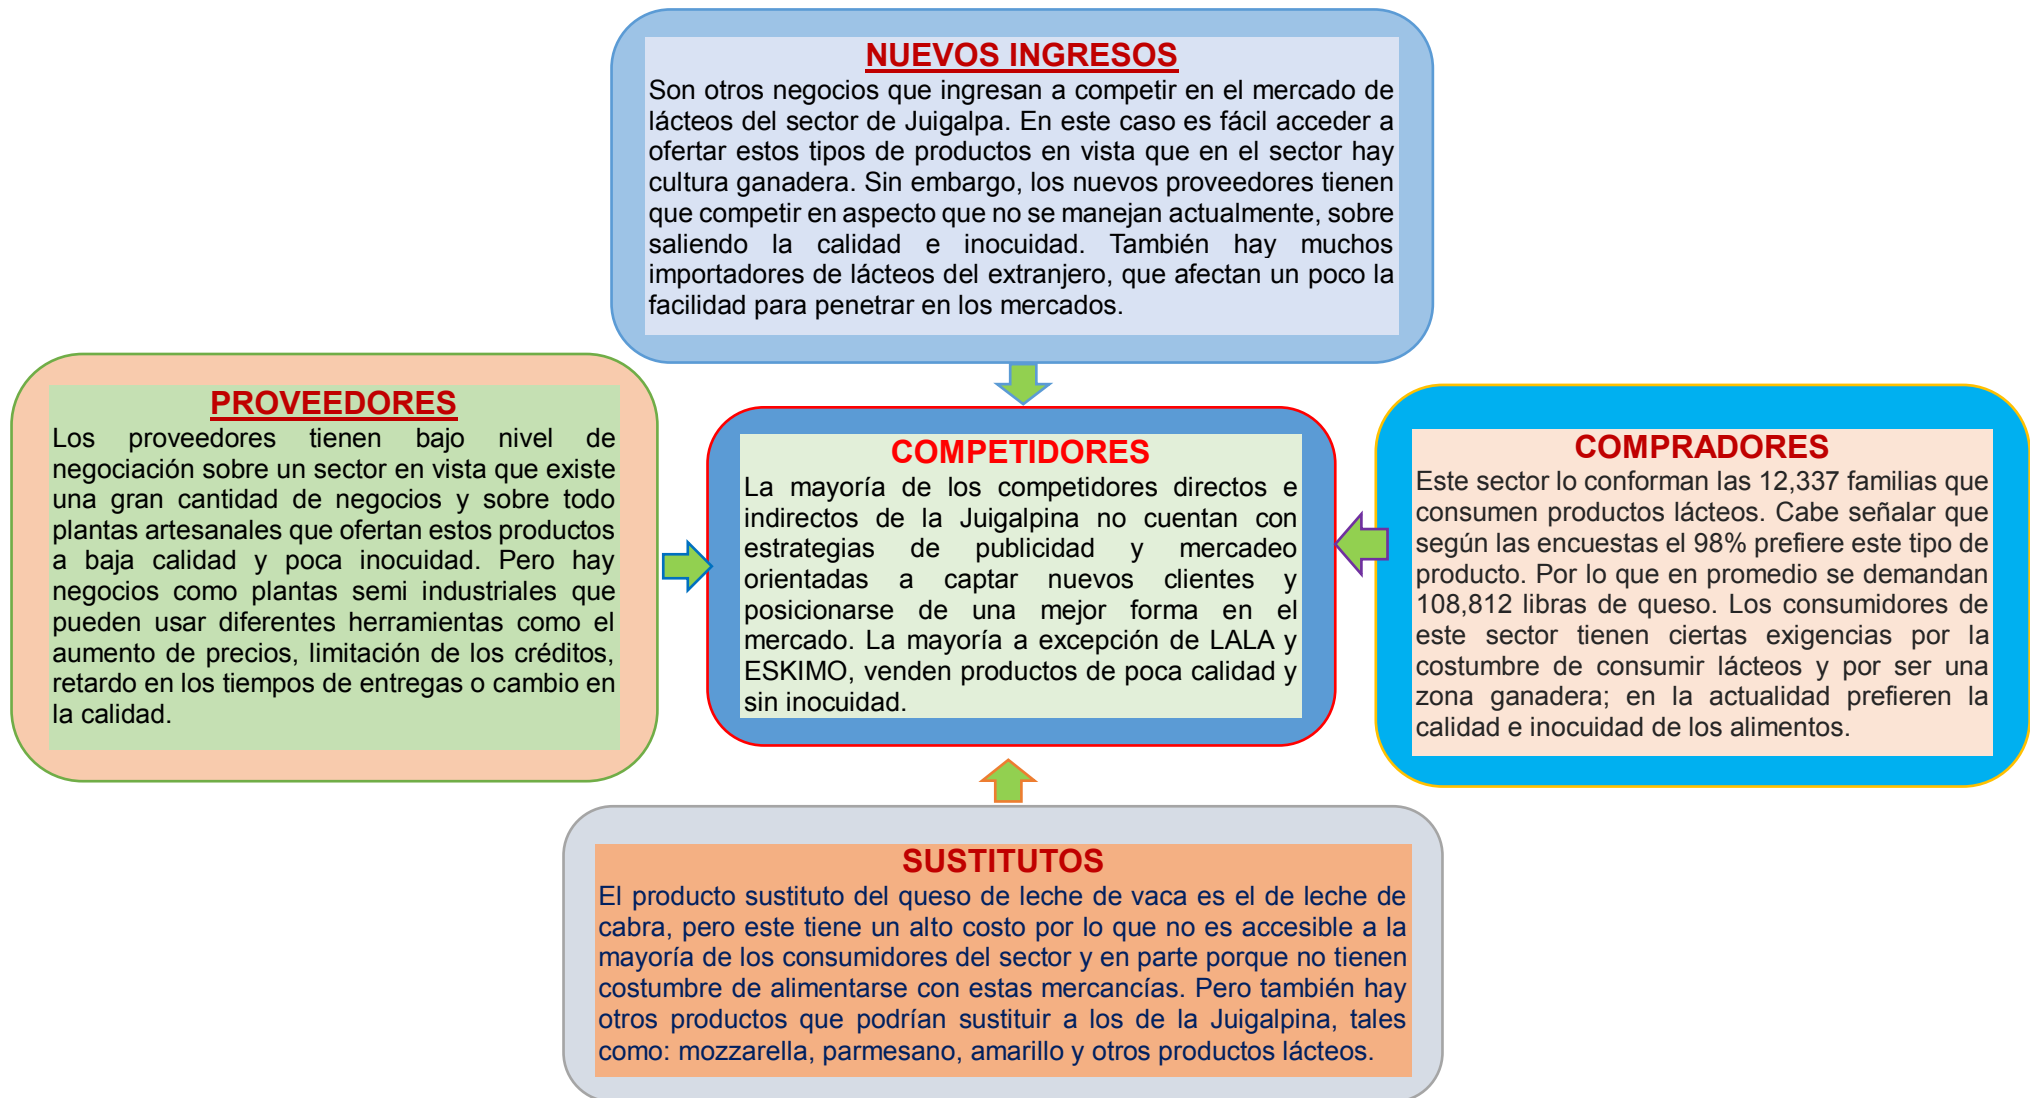 NUEVOS INGRESOS
Son otros negocios que ingresan a competir en el mercado de
lácteos del sector de Juigalpa. En este caso es fácil acceder a
ofertar estos tipos de productos en vista que en el sector hay
cultura ganadera. Sin embargo, los nuevos proveedores tienen
que competir en aspecto que no se manejan actualmente, sobre
saliendo la calidad e inocuidad. También hay muchos
importadores de lácteos del extranjero, que afectan un poco la
facilidad para penetrar en los mercados.
PROVEEDORES
Los proveedores tienen bajo nivel de
negociación sobre un sector en vista que existe
una gran cantidad de negocios y sobre todo
plantas artesanales que ofertan estos productos
a baja calidad y poca inocuidad. Pero hay
negocios como plantas semi industriales que
pueden usar diferentes herramientas como el
aumento de precios, limitación de los créditos,
retardo en los tiempos de entregas o cambio en
la calidad.
COMPETIDORES
La mayoría de los competidores directos e
indirectos de la Juigalpina no cuentan con
estrategias de publicidad y mercadeo
orientadas a captar nuevos clientes y
posicionarse de una mejor forma en el
mercado. La mayoría a excepción de LALA y
ESKIMO, venden productos de poca calidad y
sin inocuidad.
COMPRADORES
Este sector lo conforman las 12,337 familias que
consumen productos lácteos. Cabe señalar que
según las encuestas el 98% prefiere este tipo de
producto. Por lo que en promedio se demandan
108,812 libras de queso. Los consumidores de
este sector tienen ciertas exigencias por la
costumbre de consumir lácteos y por ser una
zona ganadera; en la actualidad prefieren la
calidad e inocuidad de los alimentos.
SUSTITUTOS
El producto sustituto del queso de leche de vaca es el de leche de
cabra, pero este tiene un alto costo por lo que no es accesible a la
mayoría de los consumidores del sector y en parte porque no tienen
costumbre de alimentarse con estas mercancías. Pero también hay
otros productos que podrían sustituir a los de la Juigalpina, tales
como: mozzarella, parmesano, amarillo y otros productos lácteos.